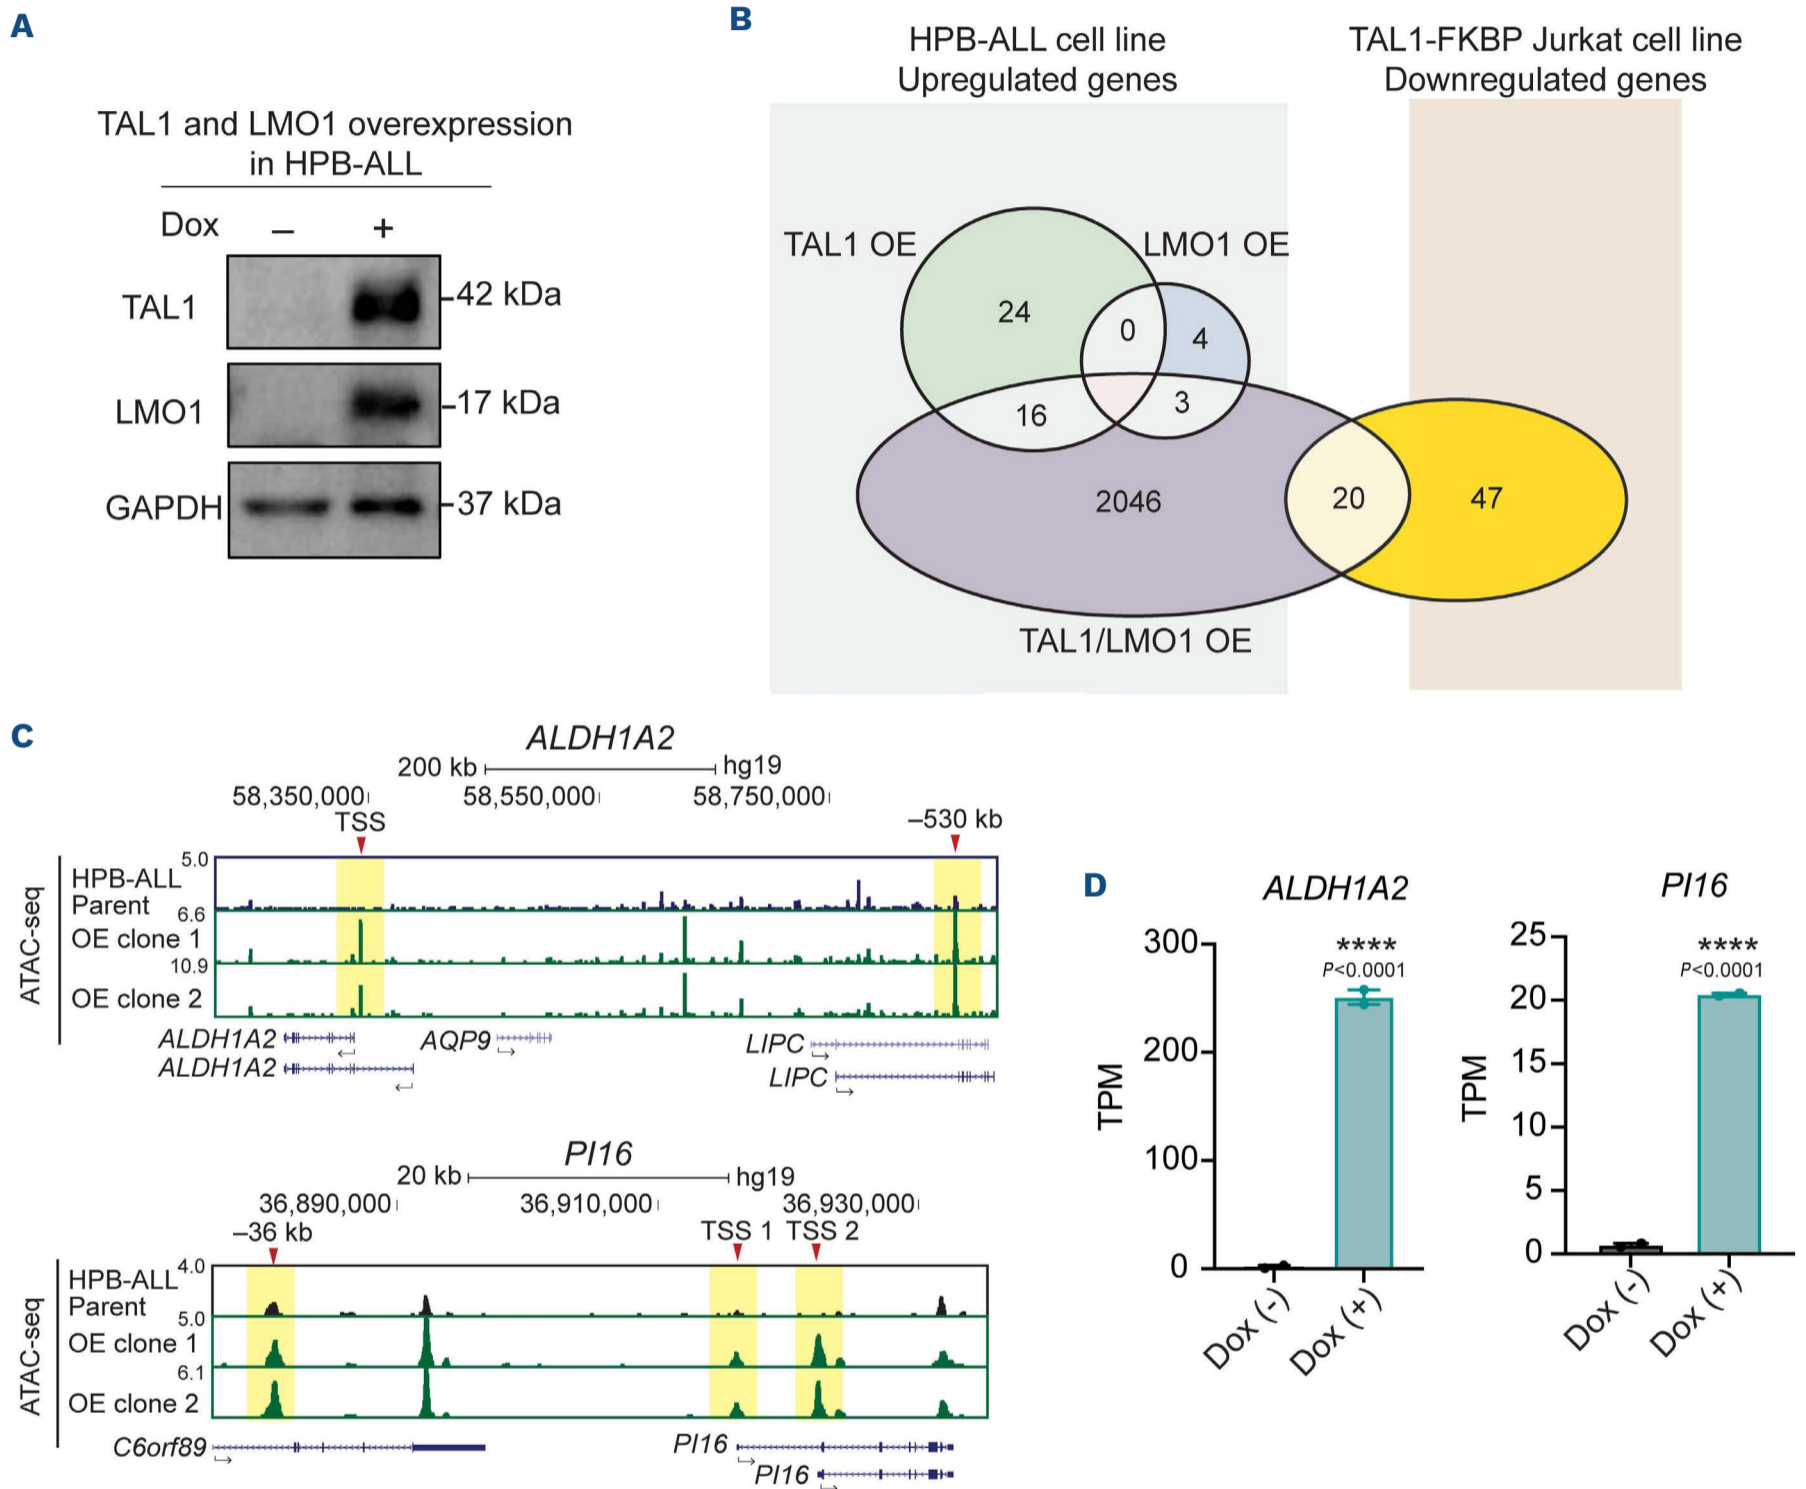 A
TAL1 and LMO1 overexpression
in HPB-ALL
Dox – +
TAL1 42 kDa
LMO1 17 kDa
GAPDH 37 kDa
B
HPB-ALL cell line
Upregulated genes
TAL1-FKBP Jurkat cell line
Downregulated genes
TAL1 OE
LMO1 OE
24
0
4
16
3
2046
20
47
TAL1/LMO1 OE
C
ALDH1A2
200 kb hg19
58,350,000 58,550,000 58,750,000
TSS –530 kb
ATAC-seq
5.0
HPB-ALL
Parent
6.6
OE clone 1
10.9
OE clone 2
ALDH1A2 AQP9 LIPC
ALDH1A2 LIPC
PI16
20 kb hg19
36,890,000 36,910,000 36,930,000
–36 kb TSS 1 TSS 2
ATAC-seq
4.0
HPB-ALL
Parent
5.0
OE clone 1
6.1
OE clone 2
C6orf89 PI16
PI16
D
ALDH1A2
TPM
300
200
100
0
****
P<0.0001
Dox (-)
Dox (+)
PI16
TPM
25
20
15
10
5
0
****
P<0.0001
Dox (-)
Dox (+)